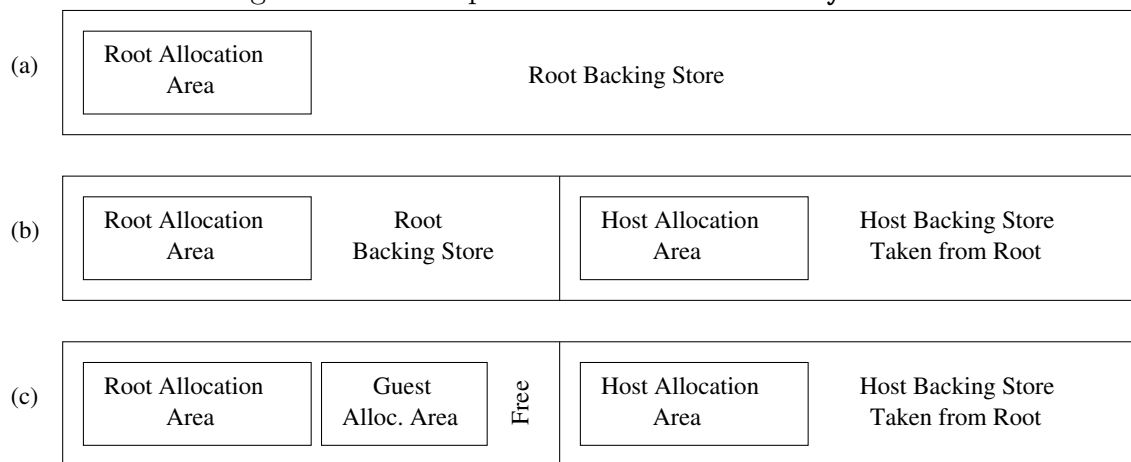 (a)
Root Allocation
Area
Root Backing Store
(b)
Root Allocation
Area
Root
Backing Store
Host Allocation
Area
Host Backing Store
Taken from Root
(c)
Root Allocation
Area
Guest
Alloc. Area
Free
Host Allocation
Area
Host Backing Store
Taken from Root